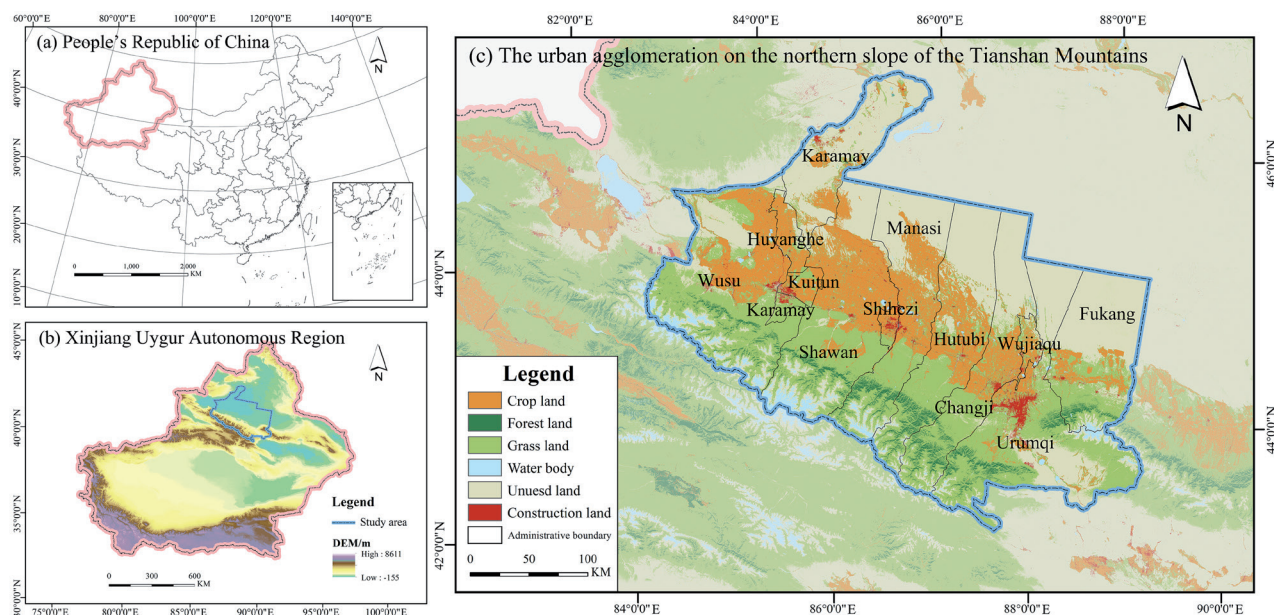 60°0'0"E
80°0'0"E
100°0'0"E
120°0'0"E
140°0'0"E
(a) People's Republic of China
N
40°0'0"N
30°0'0"N
20°0'0"N
10°0'0"N
0
1,000
2,000
KM
(b) Xinjiang Uygur Autonomous Region
N
45°0'0"N
40°0'0"N
35°0'0"N
30°0'0"N
Legend
Study area
DEM/m
High : 8611
Low : -155
0
300
600
KM
75°0'0"E
80°0'0"E
85°0'0"E
90°0'0"E
95°0'0"E
100°0'0"E
82°0'0"E
84°0'0"E
86°0'0"E
88°0'0"E
(c) The urban agglomeration on the northern slope of the Tianshan Mountains
N
46°0'0"N
44°0'0"N
44°0'0"N
42°0'0"N
Karamay
Huyanghe
Manasi
Wusu
Kuitun
Karamay
Shihezi
Fukang
Shawan
Hutubi
Wujiaqu
Changji
Urumqi
Legend
Crop land
Forest land
Grass land
Water body
Unuesd land
Construction land
Administrative boundary
0
50
100
KM
84°0'0"E
86°0'0"E
88°0'0"E
90°0'0"E